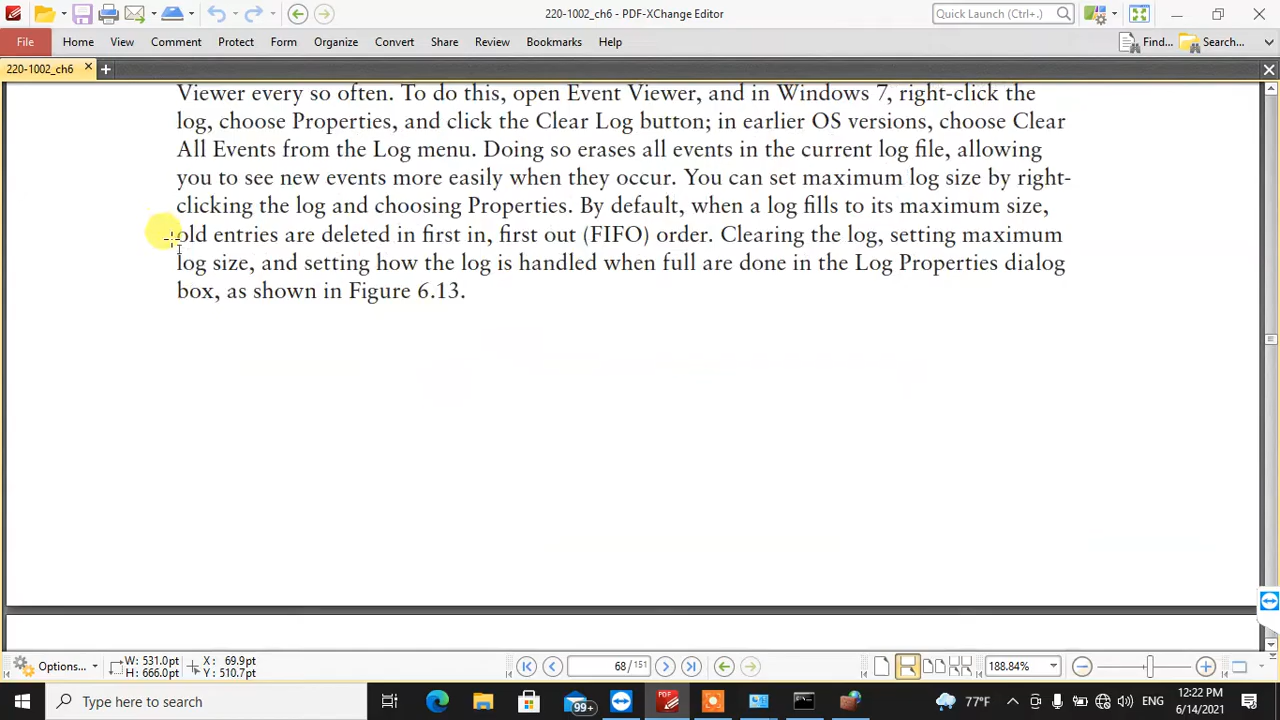 220-1002_ch6 - PDF-XChange Editor
Quick Launch (Ctrl+.)
File Home View Comment Protect Form Organize Convert Share Review Bookmarks Help Find... Search...
220-1002_ch6
Viewer every so often. To do this, open Event Viewer, and in Windows 7, right-click the
log, choose Properties, and click the Clear Log button; in earlier OS versions, choose Clear
All Events from the Log menu. Doing so erases all events in the current log file, allowing
you to see new events more easily when they occur. You can set maximum log size by right-
clicking the log and choosing Properties. By default, when a log fills to its maximum size,
old entries are deleted in first in, first out (FIFO) order. Clearing the log, setting maximum
log size, and setting how the log is handled when full are done in the Log Properties dialog
box, as shown in Figure 6.13.
Options... W: 531.0pt X: 69.9pt
H: 666.0pt Y: 510.7pt
68 / 151
188.84%
Type here to search
PDF
99+
77°F
ENG
12:22 PM
6/14/2021